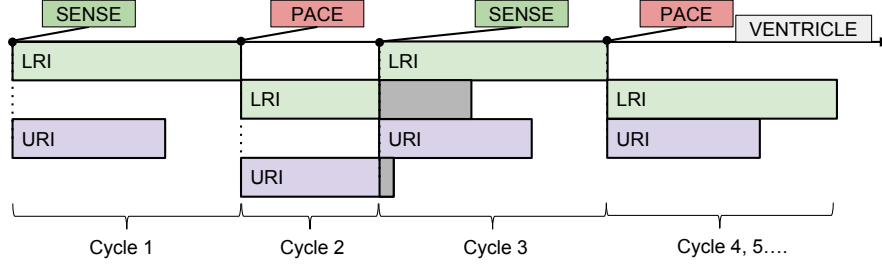 SENSE PACE SENSE PACE
VENTRICLE
LRI LRI
LRI LRI
URI URI URI
URI
Cycle 1 Cycle 2 Cycle 3 Cycle 4, 5....